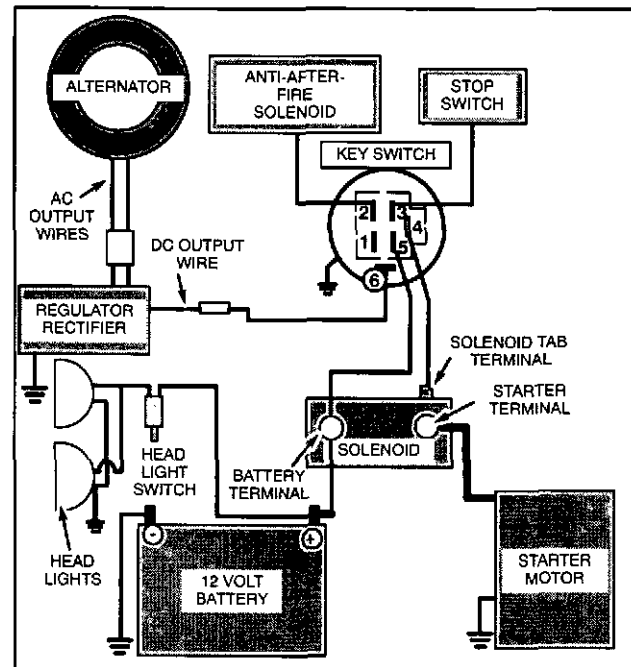 ALTERNATOR
ANTI-AFTER-
FIRE
SOLENOID
STOP
SWITCH
KEY SWITCH
AC
OUTPUT
WIRES
2
3
4
1
5
6
DC OUTPUT
WIRE
REGULATOR
RECTIFIER
SOLENOID TAB
TERMINAL
STARTER
TERMINAL
SOLENOID
BATTERY
TERMINAL
HEAD
LIGHT
SWITCH
HEAD
LIGHTS
-
+
12 VOLT
BATTERY
STARTER
MOTOR